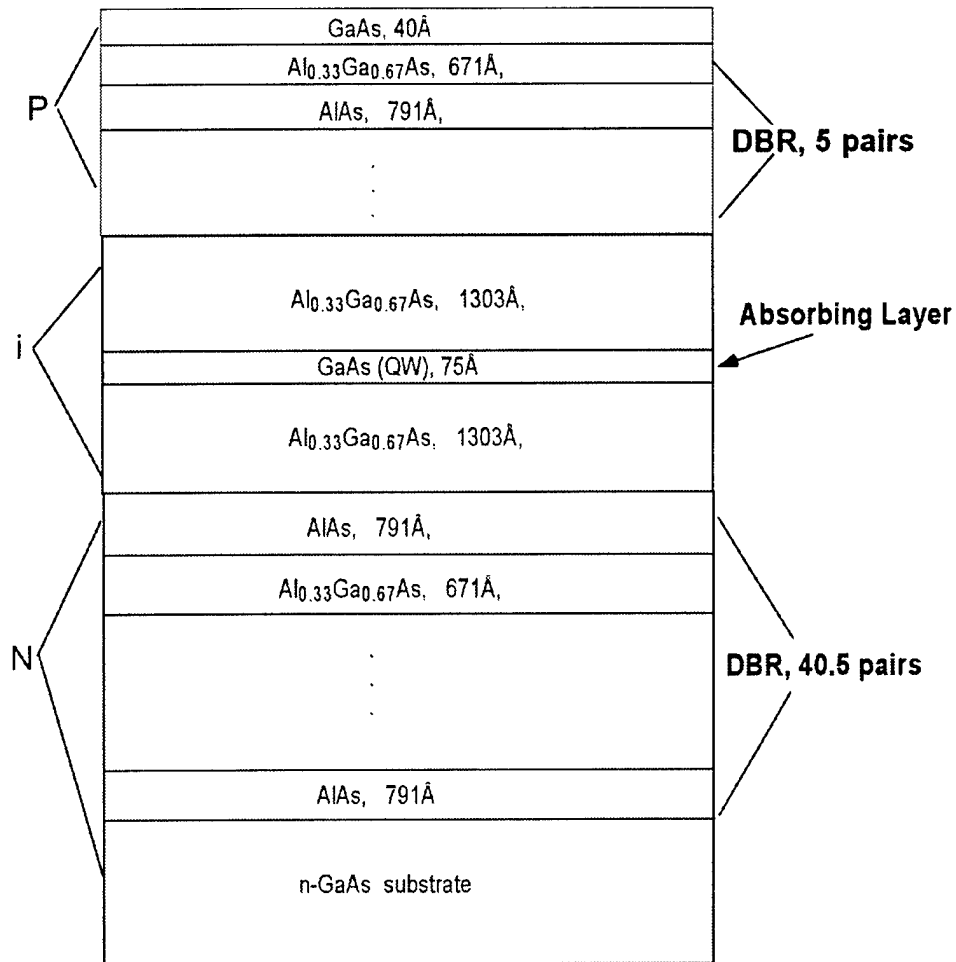 GaAs, 40Å
Al0.33Ga0.67As, 671Å,
P
AlAs, 791Å,
DBR, 5 pairs
Al0.33Ga0.67As, 1303Å,
Absorbing Layer
i
GaAs (QW), 75Å
Al0.33Ga0.67As, 1303Å,
AlAs, 791Å,
Al0.33Ga0.67As, 671Å,
N
DBR, 40.5 pairs
AlAs, 791Å
n-GaAs substrate